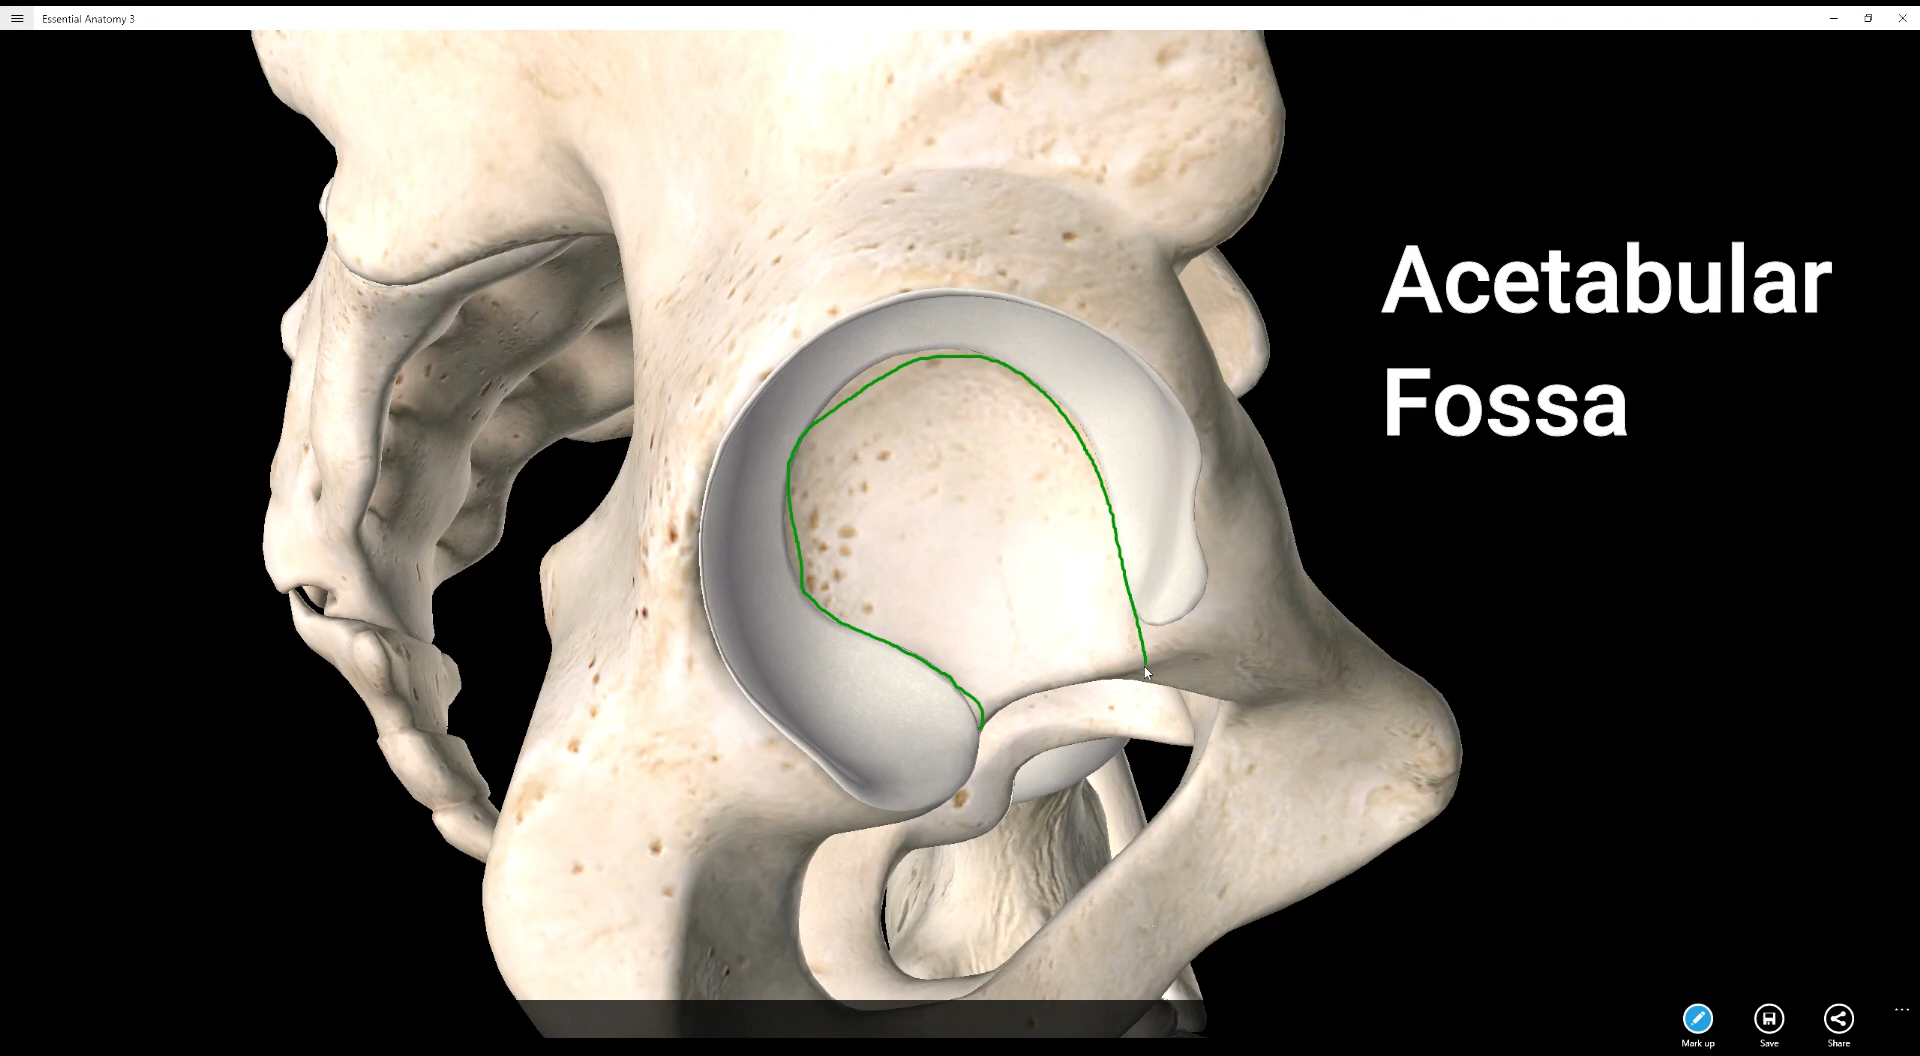 Essential Anatomy 3
Acetabular
Fossa
Mark up
Save
Share